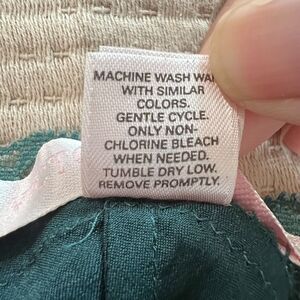 MACHINE WASH
WITH SIMILAR
COLORS.
GENTLE CYCLE.
ONLY NON-
CHLORINE BLEACH
WHEN NEEDED.
TUMBLE DRY LOW.
REMOVE PROMPTLY.